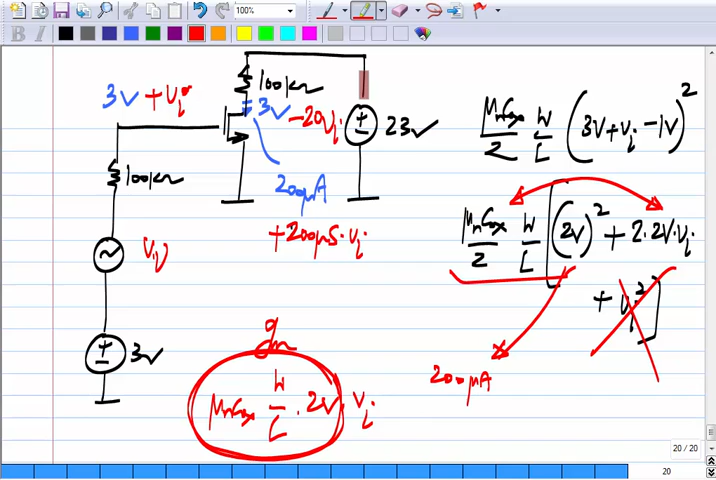 100%
B I
3V + Vi
100kΩ
3V - 20Vi
23V
100kΩ
200μA
+200μS·Vi
Vi
3V
μnCox/2 W/L (3V+Vi-1V)²
μnCox/2 W/L [(2V)² + 2·2V·Vi
+ Vi²]
200μA
gm
μnCox W/L · 2V · Vi
20 / 20
20